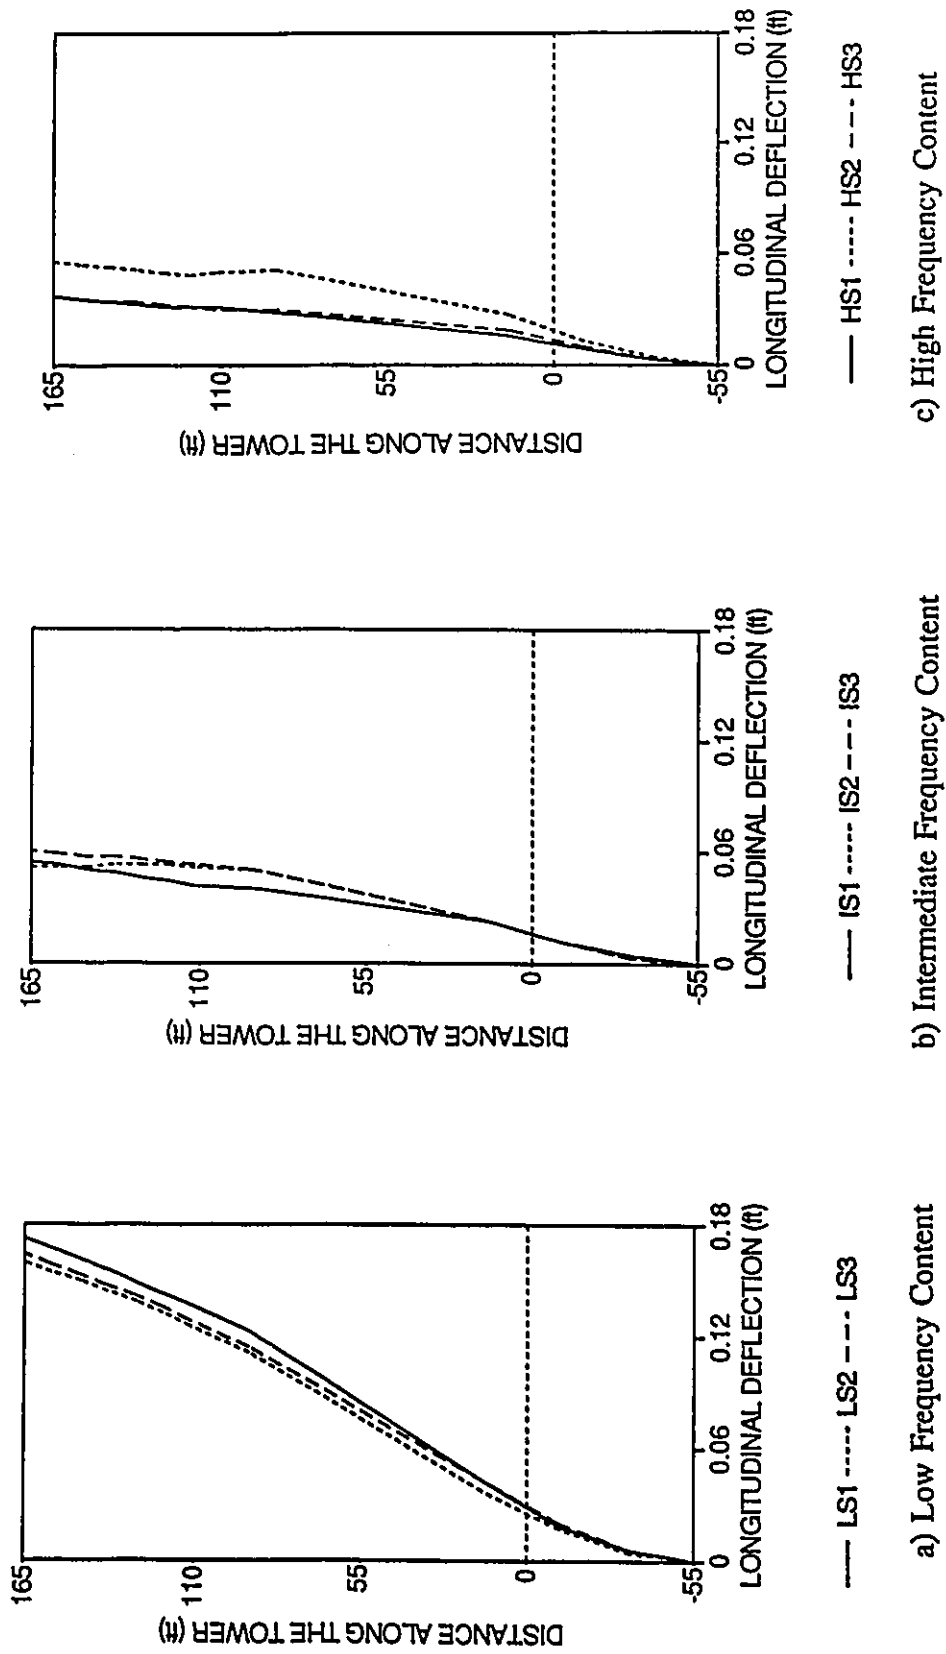 165
110
55
0
-55
DISTANCE ALONG THE TOWER (ft)
0 0.06 0.12 0.18
LONGITUDINAL DEFLECTION (ft)
LS1 LS2 LS3
a) Low Frequency Content
165
110
55
0
-55
DISTANCE ALONG THE TOWER (ft)
0 0.06 0.12 0.18
LONGITUDINAL DEFLECTION (ft)
IS1 IS2 IS3
b) Intermediate Frequency Content
165
110
55
0
-55
DISTANCE ALONG THE TOWER (ft)
0 0.06 0.12 0.18
LONGITUDINAL DEFLECTION (ft)
HS1 HS2 HS3
c) High Frequency Content